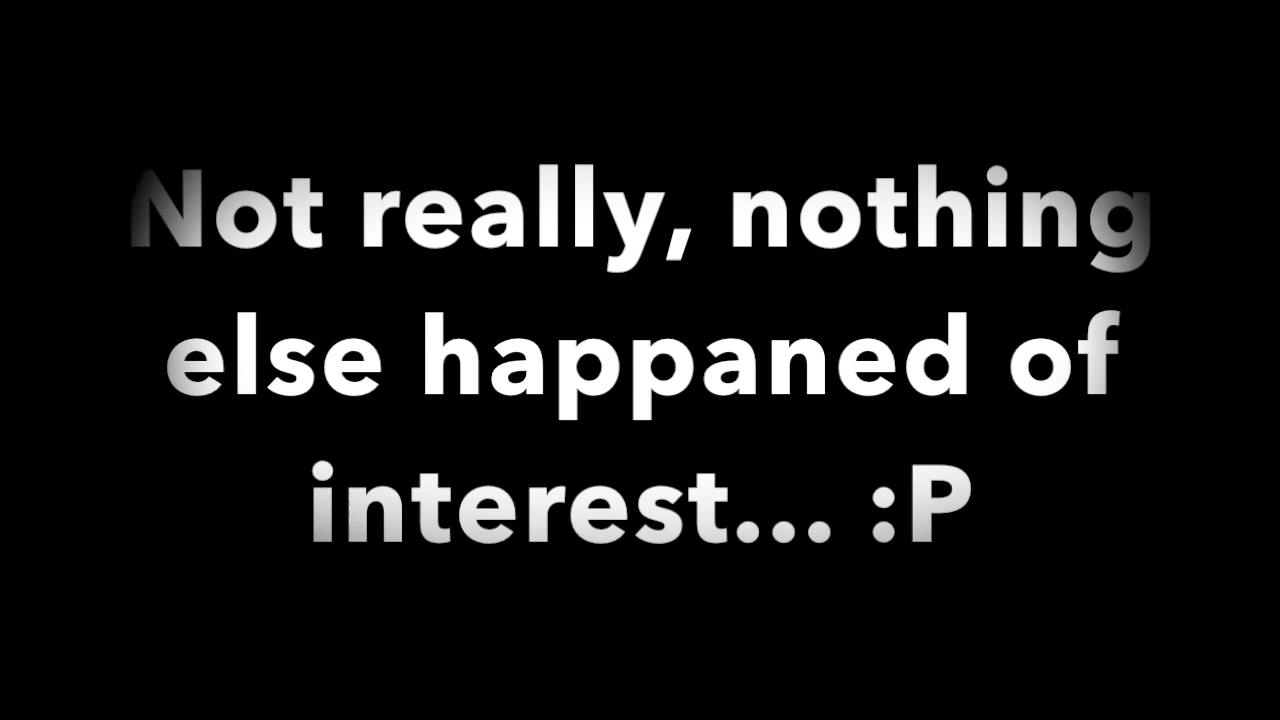 Not really, nothing
else happaned of
interest... :P